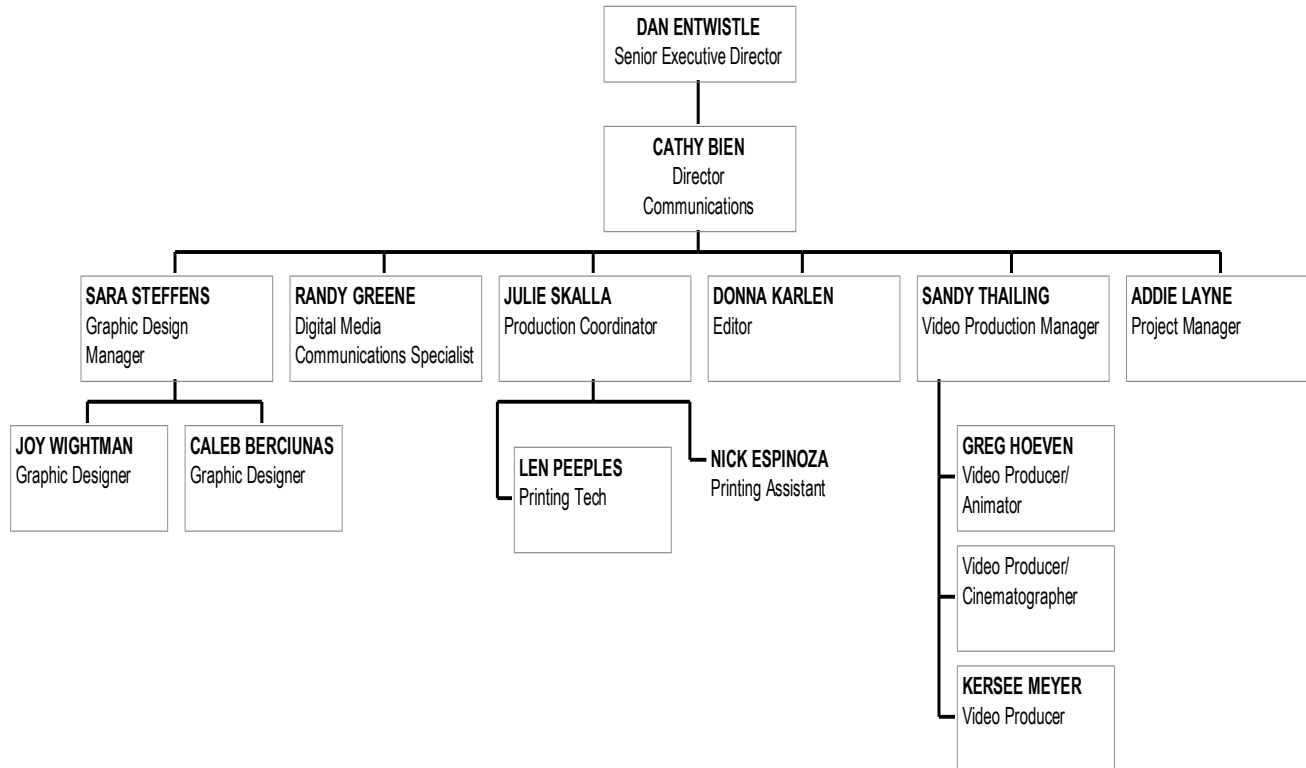 DAN ENTWISTLE
Senior Executive Director
CATHY BIEN
Director
Communications
SARA STEFFENS
Graphic Design
Manager
RANDY GREENE
Digital Media
Communications Specialist
JULIE SKALLA
Production Coordinator
DONNA KARLEN
Editor
SANDY THAILING
Video Production Manager
ADDIE LAYNE
Project Manager
JOY WIGHTMAN
Graphic Designer
CALEB BERCIUNAS
Graphic Designer
LEN PEEPLES
Printing Tech
NICK ESPINOZA
Printing Assistant
GREG HOEVEN
Video Producer/
Animator
Video Producer/
Cinematographer
KERSEE MEYER
Video Producer